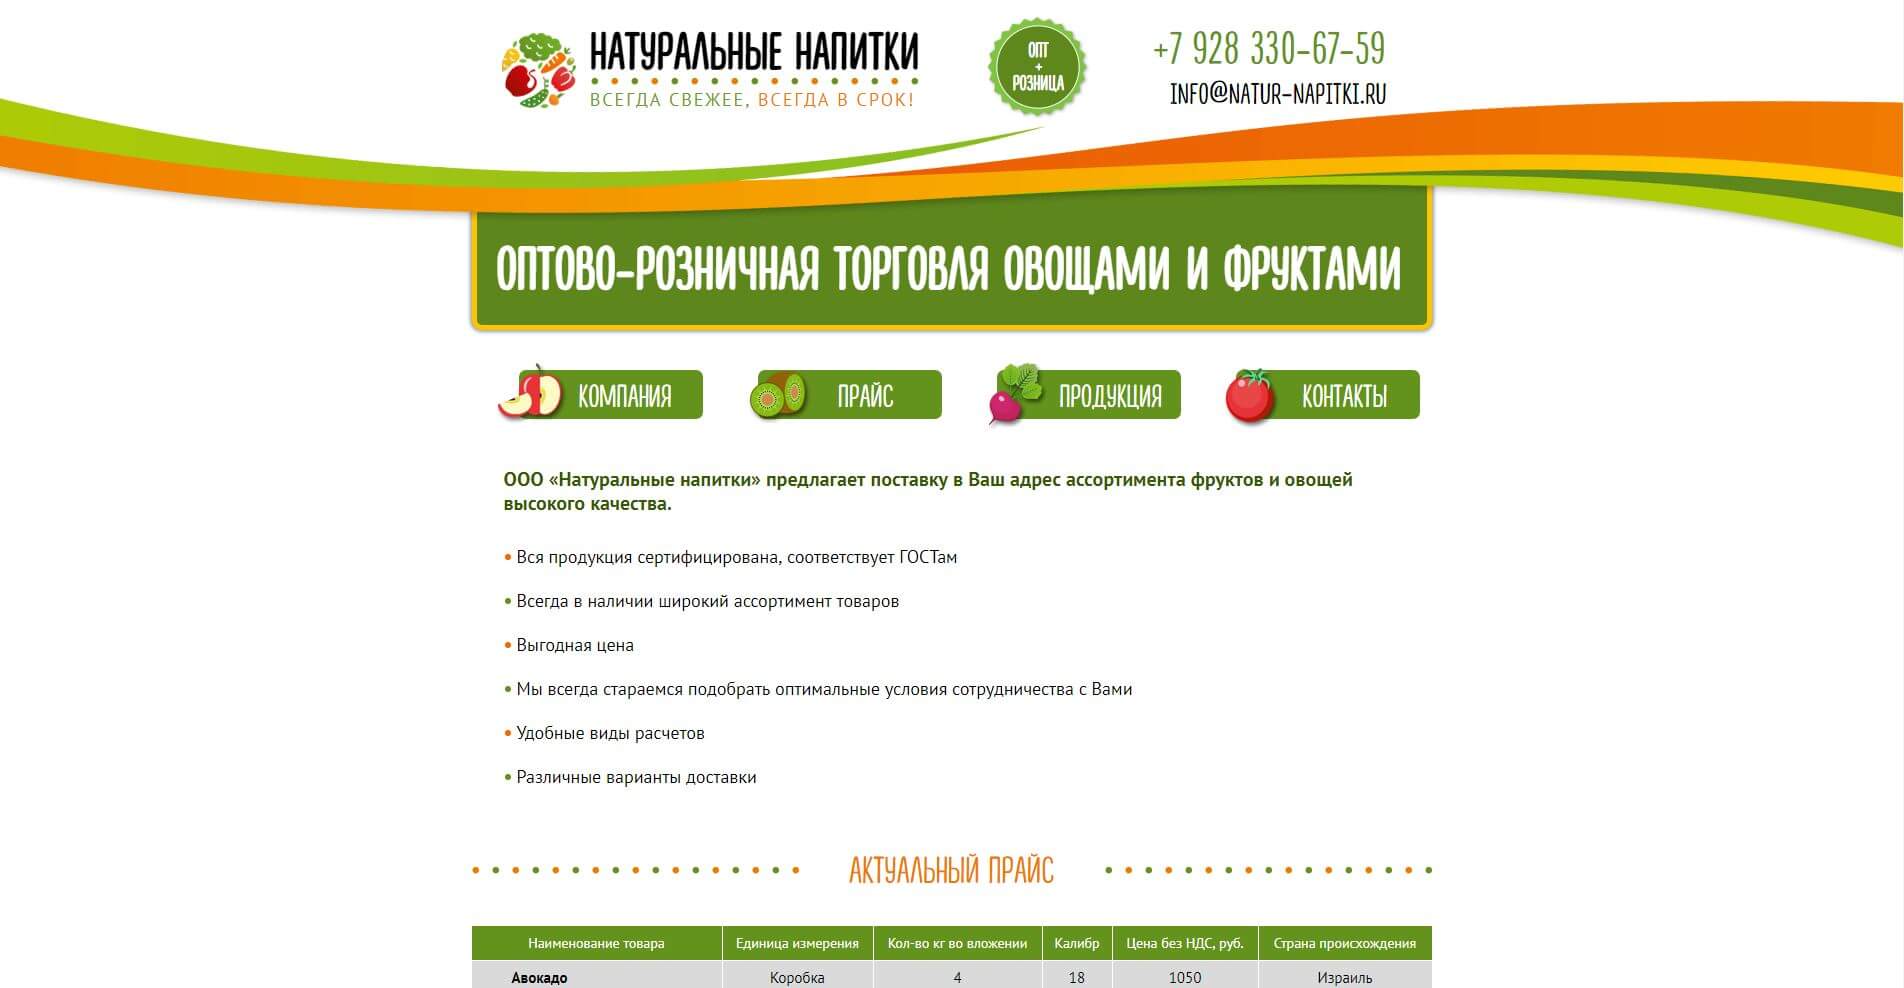 НАТУРАЛЬНЫЕ НАПИТКИ
ВСЕГДА СВЕЖЕЕ, ВСЕГДА В СРОК!
ОПТ
+
РОЗНИЦА
+7 928 330-67-59
INFO@NATUR-NAPITKI.RU
ОПТОВО-РОЗНИЧНАЯ ТОРГОВЛЯ ОВОЩАМИ И ФРУКТАМИ
КОМПАНИЯ
ПРАЙС
ПРОДУКЦИЯ
КОНТАКТЫ
ООО «Натуральные напитки» предлагает поставку в Ваш адрес ассортимента фруктов и овощей
высокого качества.
• Вся продукция сертифицирована, соответствует ГОСТам
• Всегда в наличии широкий ассортимент товаров
• Выгодная цена
• Мы всегда стараемся подобрать оптимальные условия сотрудничества с Вами
• Удобные виды расчетов
• Различные варианты доставки
АКТУАЛЬНЫЙ ПРАЙС
Наименование товара Единица измерения Кол-во кг во вложении Калибр Цена без НДС, руб. Страна происхождения
Авокадо Коробка 4 18 1050 Израиль